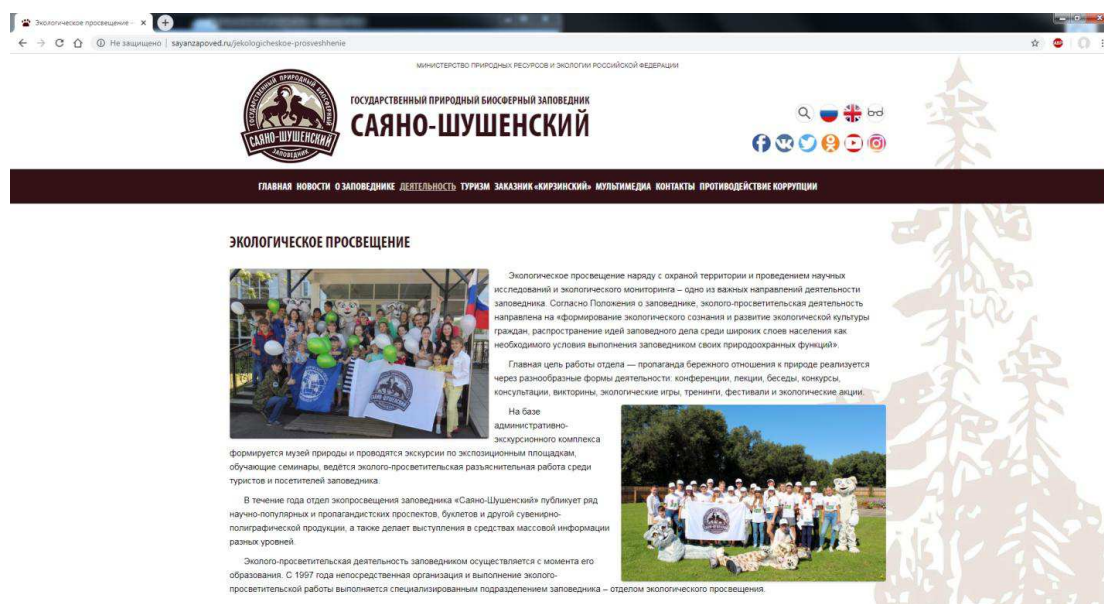 Экологическое просвещение -
Не защищено | sayanzapoved.ru/jekologicheskoe-prosveshhenie
ABP
МИНИСТЕРСТВО ПРИРОДНЫХ РЕСУРСОВ И ЭКОЛОГИИ РОССИЙСКОЙ ФЕДЕРАЦИИ
ГОСУДАРСТВЕННЫЙ ПРИРОДНЫЙ БИОСФЕРНЫЙ
САЯНО-ШУШЕНСКИЙ
ЗАПОВЕДНИК
ГОСУДАРСТВЕННЫЙ ПРИРОДНЫЙ БИОСФЕРНЫЙ ЗАПОВЕДНИК
САЯНО-ШУШЕНСКИЙ
ГЛАВНАЯ НОВОСТИ О ЗАПОВЕДНИКЕ ДЕЯТЕЛЬНОСТЬ ТУРИЗМ ЗАКАЗНИК «КИРЗИНСКИЙ» МУЛЬТИМЕДИА КОНТАКТЫ ПРОТИВОДЕЙСТВИЕ КОРРУПЦИИ
ЭКОЛОГИЧЕСКОЕ ПРОСВЕЩЕНИЕ
Экологическое просвещение наряду с охраной территории и проведением научных
исследований и экологического мониторинга – одно из важных направлений деятельности
заповедника. Согласно Положения о заповеднике, эколого-просветительская деятельность
направлена на «формирование экологического сознания и развитие экологической культуры
граждан, распространение идей заповедного дела среди широких слоев населения как
необходимого условия выполнения заповедником своих природоохранных функций».
Главная цель работы отдела — пропаганда бережного отношения к природе реализуется
через разнообразные формы деятельности: конференции, лекции, беседы, конкурсы,
консультации, викторины, экологические игры, тренинги, фестивали и экологические акции.
На базе
административно-
экскурсионного комплекса
формируется музей природы и проводятся экскурсии по экспозиционным площадкам,
обучающие семинары, ведётся эколого-просветительская разъяснительная работа среди
туристов и посетителей заповедника.
В течение года отдел экопросвещения заповедника «Саяно-Шушенский» публикует ряд
научно-популярных и пропагандистских проспектов, буклетов и другой сувенирно-
полиграфической продукции, а также делает выступления в средствах массовой информации
разных уровней.
Эколого-просветительская деятельность заповедником осуществляется с момента его
образования. С 1997 года непосредственная организация и выполнение эколого-
просветительской работы выполняется специализированным подразделением заповедника – отделом экологического просвещения.